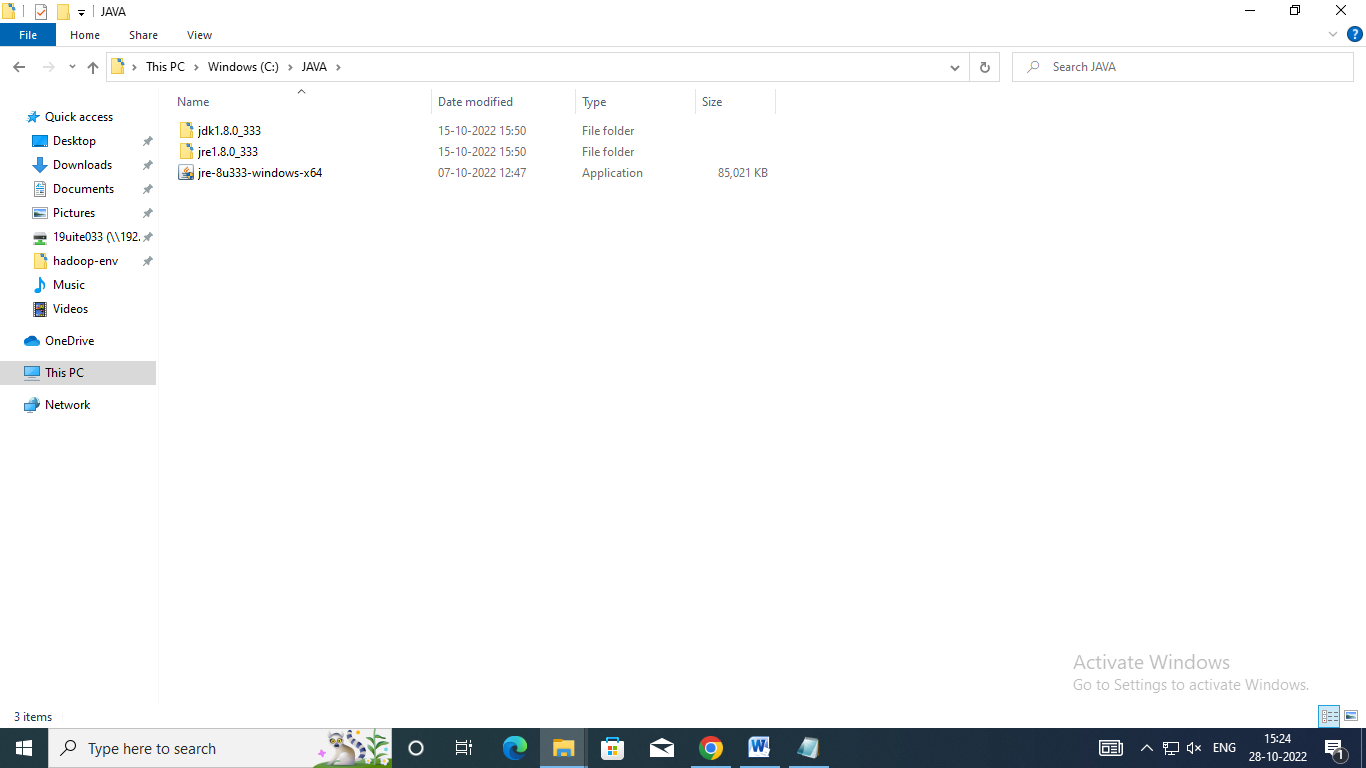 JAVA
File Home Share View
This PC Windows (C:) JAVA
Search JAVA
Name Date modified Type Size
jdk1.8.0_333 15-10-2022 15:50 File folder
jre1.8.0_333 15-10-2022 15:50 File folder
jre-8u333-windows-x64 07-10-2022 12:47 Application 85,021 KB
Quick access
Desktop
Downloads
Documents
Pictures
19uite033 (\\192.
hadoop-env
Music
Videos
OneDrive
This PC
Network
Activate Windows
Go to Settings to activate Windows.
3 items
Type here to search
ENG
15:24
28-10-2022
1